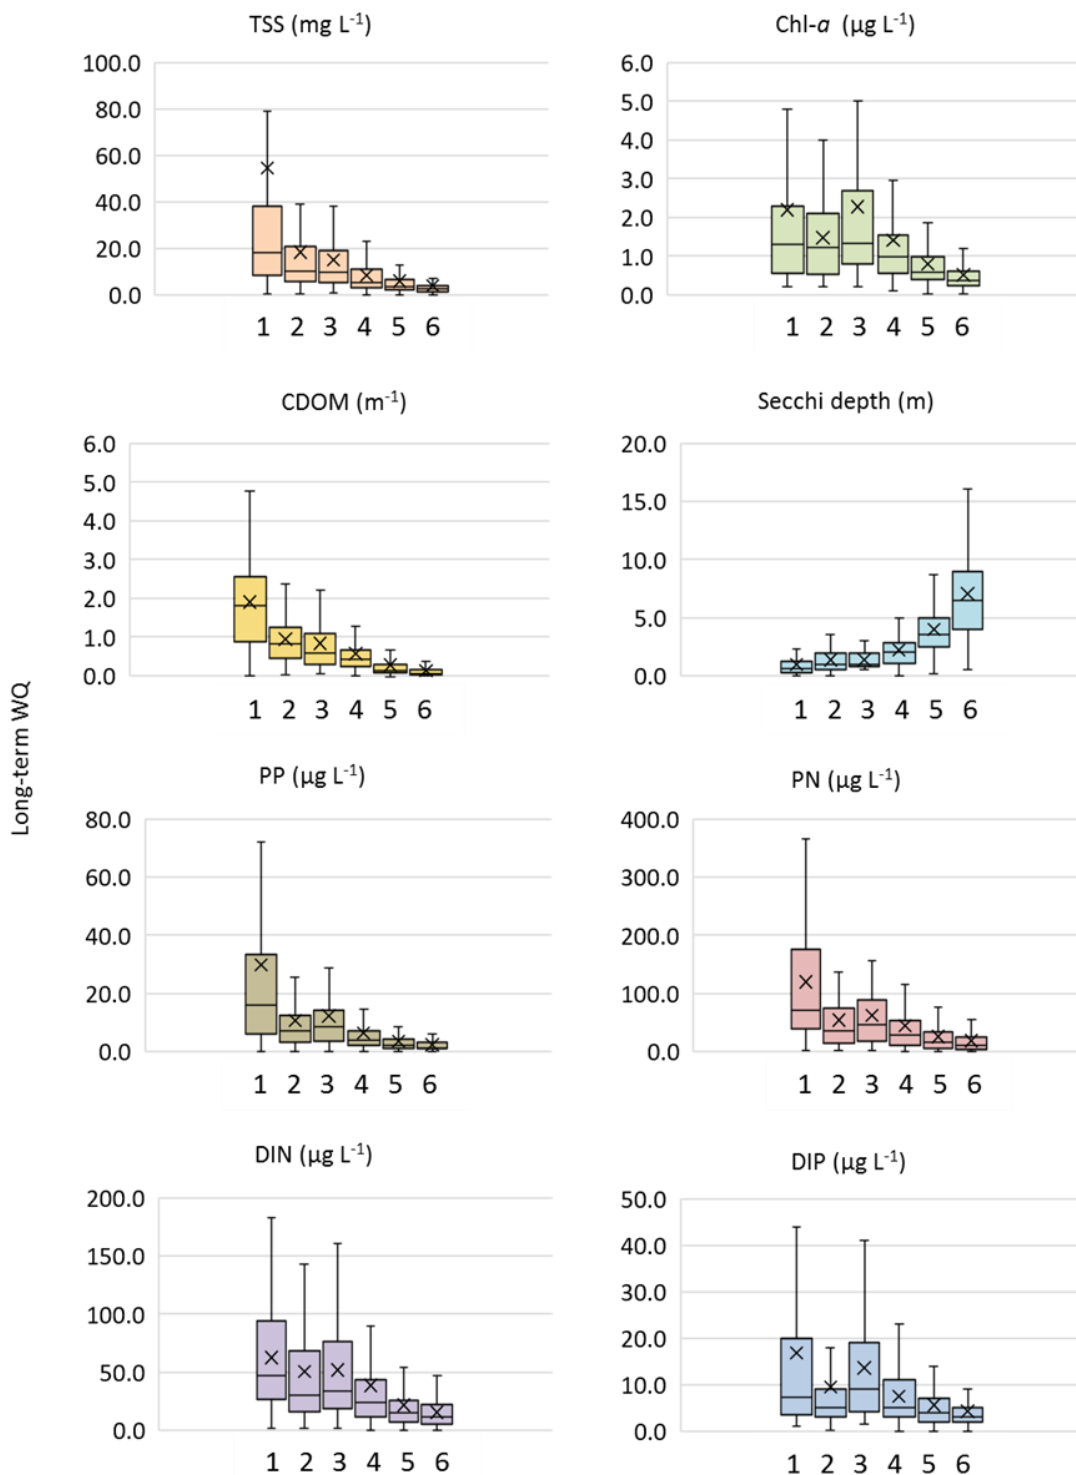 TSS (mg L-1)
100.0
80.0
60.0
40.0
20.0
0.0
1 2 3 4 5 6
Chl-a (µg L-1)
6.0
5.0
4.0
3.0
2.0
1.0
0.0
1 2 3 4 5 6
CDOM (m-1)
6.0
5.0
4.0
3.0
2.0
1.0
0.0
1 2 3 4 5 6
Secchi depth (m)
20.0
15.0
10.0
5.0
0.0
1 2 3 4 5 6
Long-term WQ
PP (µg L-1)
80.0
60.0
40.0
20.0
0.0
1 2 3 4 5 6
PN (µg L-1)
400.0
300.0
200.0
100.0
0.0
1 2 3 4 5 6
DIN (µg L-1)
200.0
150.0
100.0
50.0
0.0
1 2 3 4 5 6
DIP (µg L-1)
50.0
40.0
30.0
20.0
10.0
0.0
1 2 3 4 5 6